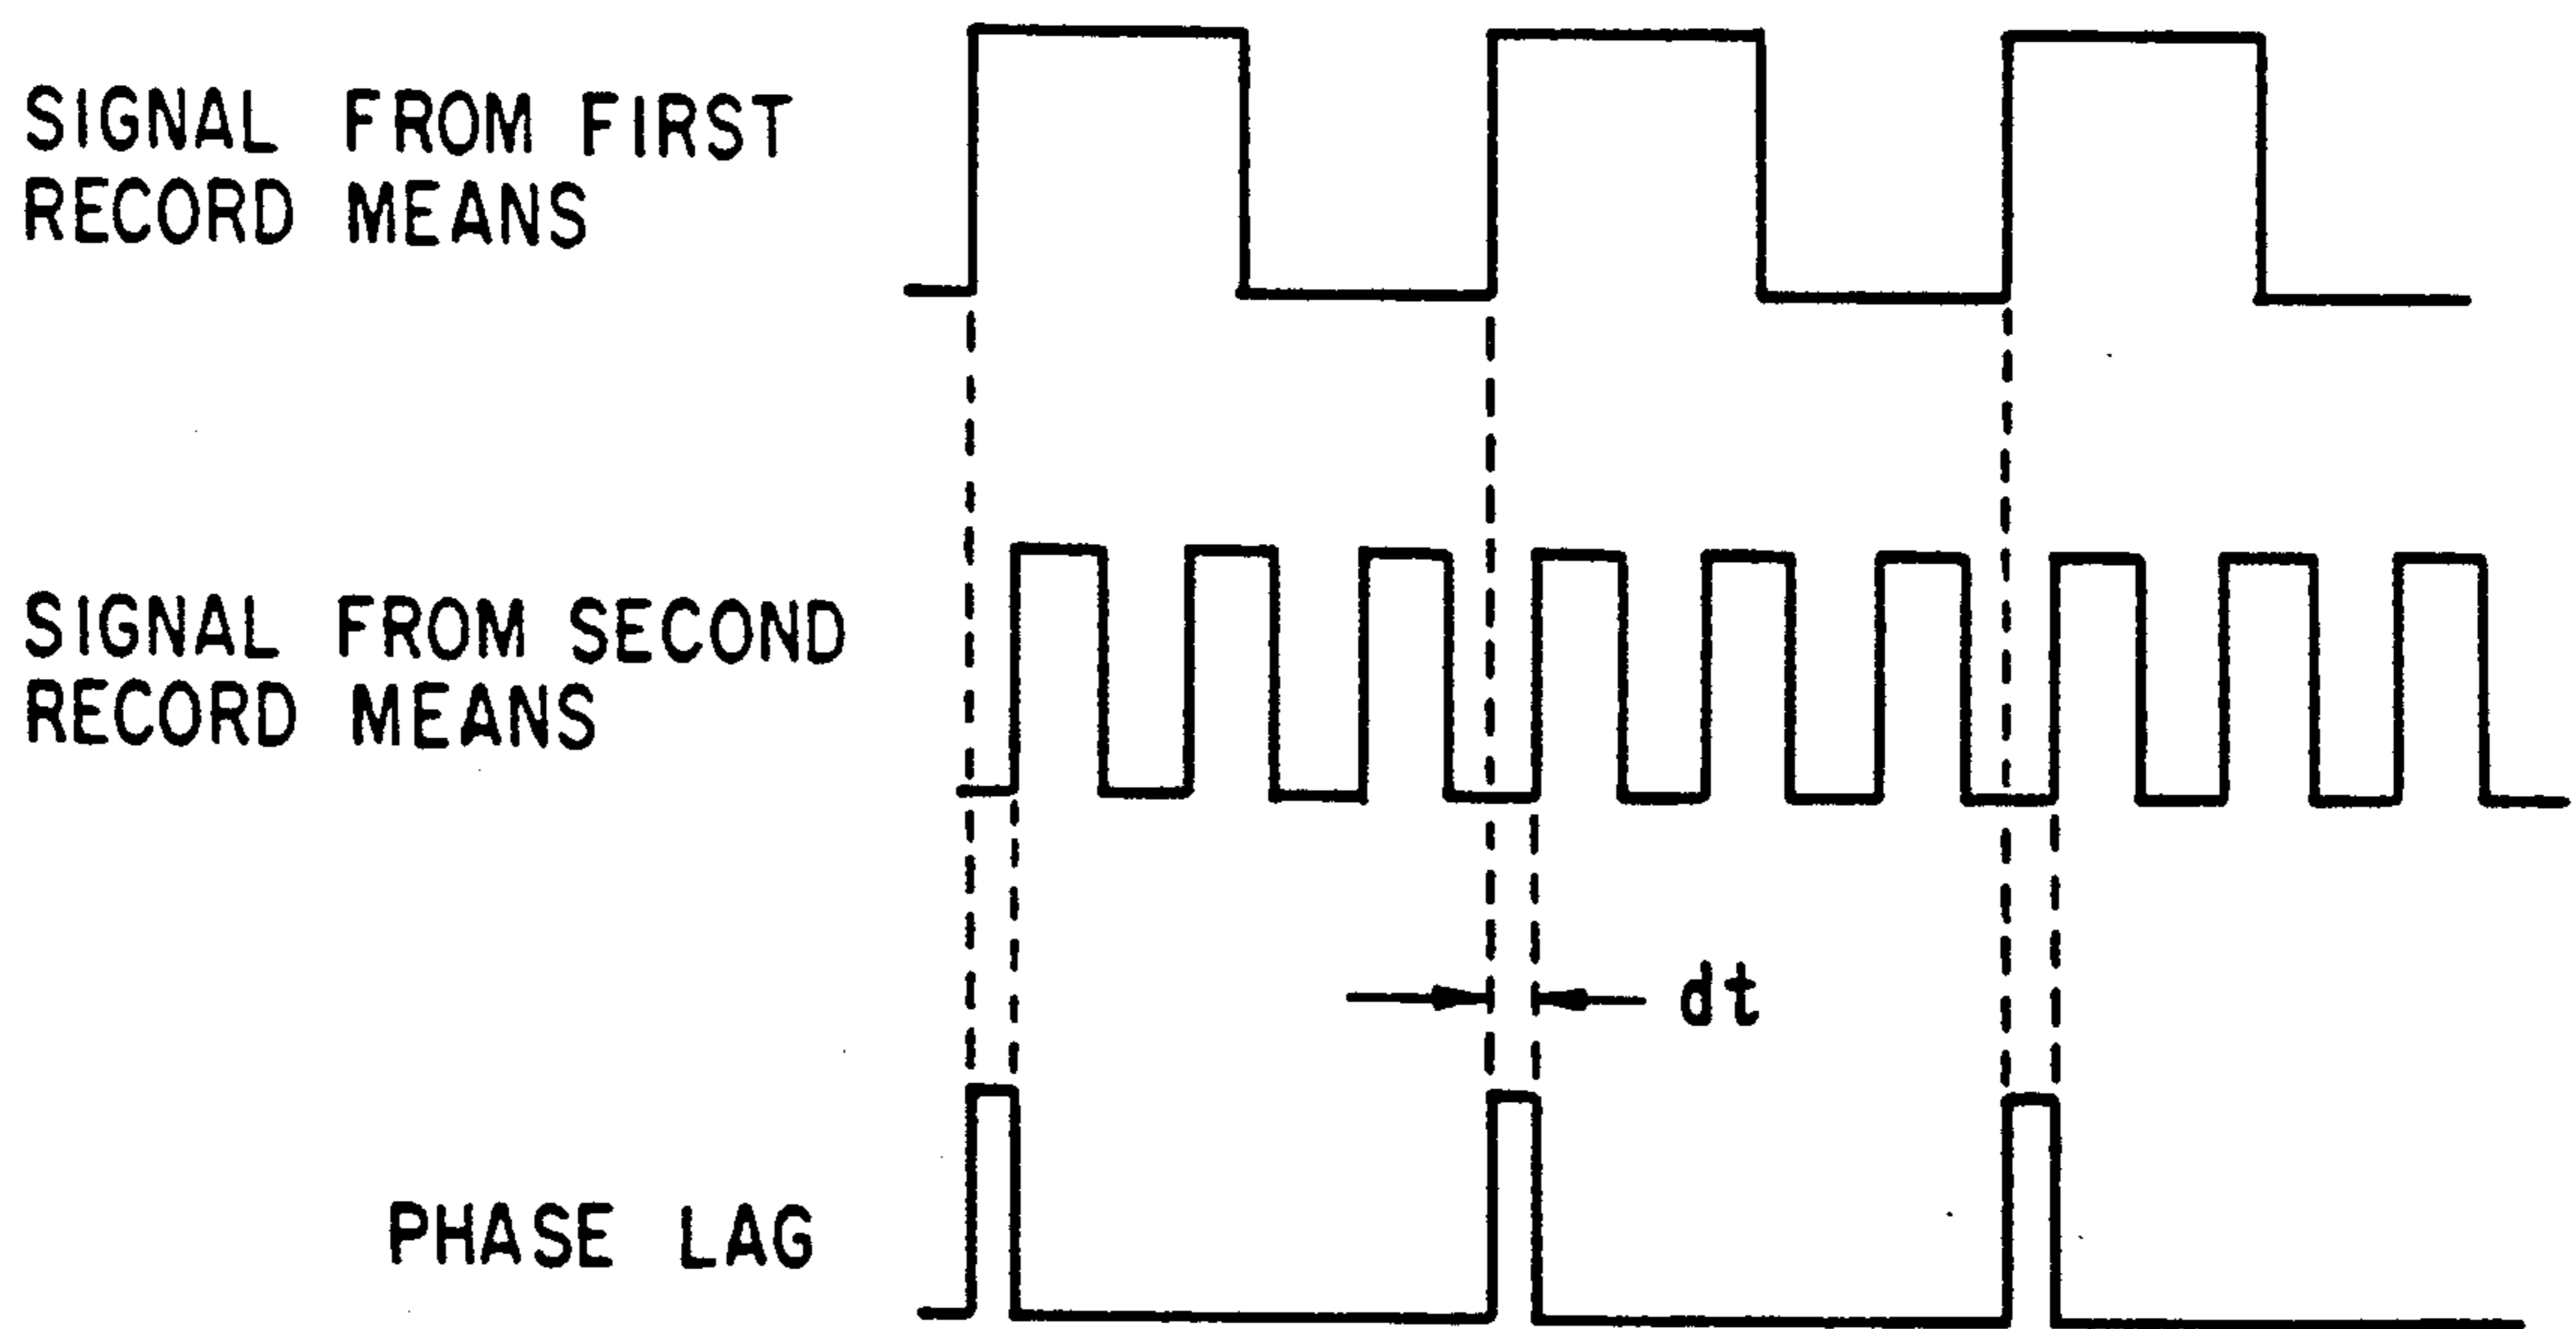 SIGNAL FROM FIRST
RECORD MEANS
SIGNAL FROM SECOND
RECORD MEANS
dt
PHASE LAG